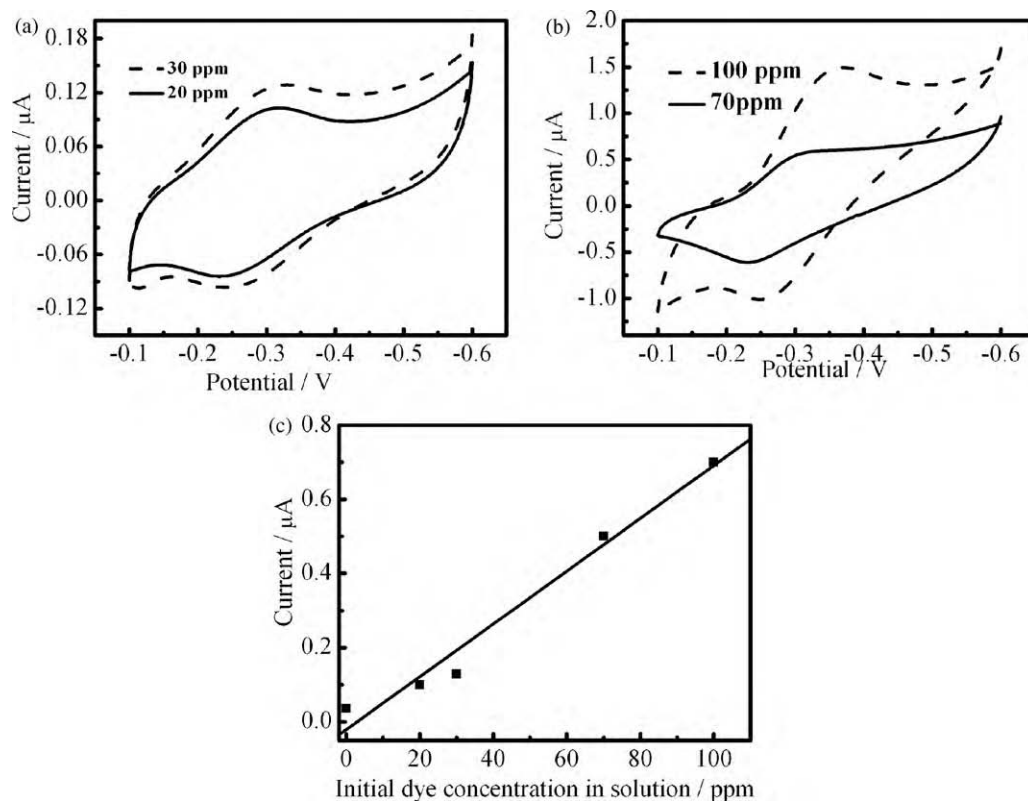 (a)
0.18
0.12
0.06
0.00
-0.06
-0.12
Current / μA
30 ppm
20 ppm
-0.1 -0.2 -0.3 -0.4 -0.5 -0.6
Potential / V
(b)
2.0
1.5
1.0
0.5
0.0
-0.5
-1.0
Current / μA
100 ppm
70ppm
-0.1 -0.2 -0.3 -0.4 -0.5 -0.6
Potential / V
(c)
0.8
0.6
0.4
0.2
0.0
Current / μA
0 20 40 60 80 100
Initial dye concentration in solution / ppm